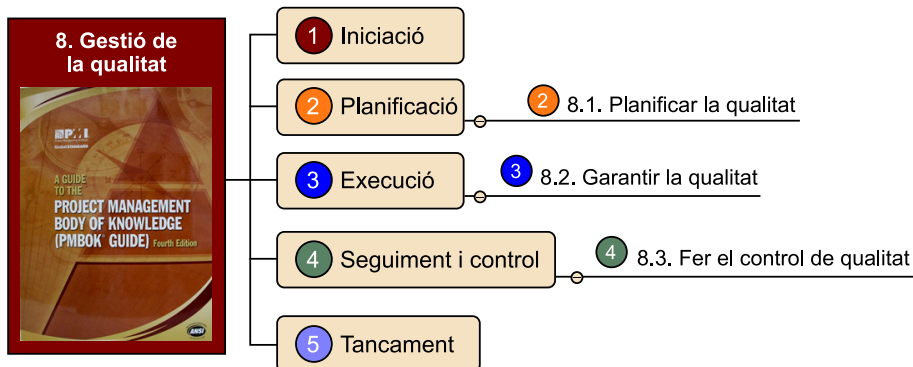 8. Gestió de
la qualitat
PMI
A GUIDE
TO THE
PROJECT MANAGEMENT
BODY OF KNOWLEDGE
(PMBOK® GUIDE) Fourth Edition
ANSI
1 Iniciació
2 Planificació
2 8.1. Planificar la qualitat
3 Execució
3 8.2. Garantir la qualitat
4 Seguiment i control
4 8.3. Fer el control de qualitat
5 Tancament